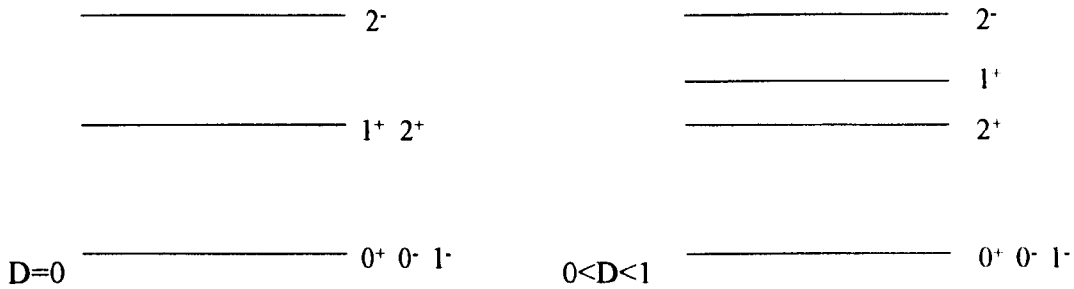 2⁻ 2⁻
1⁺
1⁺ 2⁺ 2⁺
D=0 0⁺ 0⁻ 1⁻ 0<D<1 0⁺ 0⁻ 1⁻